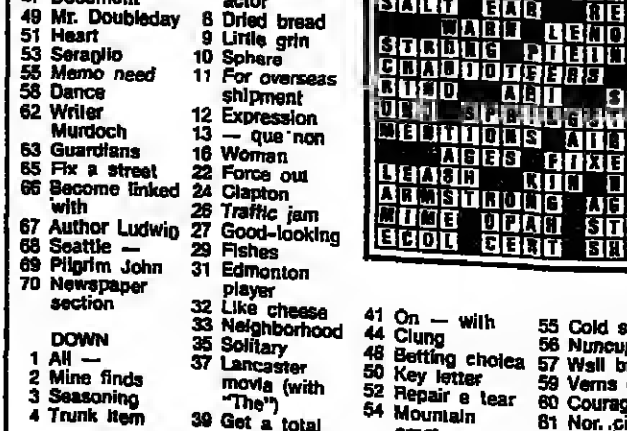 49 Mr. Doubleday
51 Heart
53 Seraglio
55 Memo need
58 Dance
62 Writer
Murdoch
63 Guardians
65 Fix a street
66 Become linked
with
67 Author Ludwig
68 Seattle —
69 Pilgrim John
70 Newspaper
section
DOWN
1 All —
2 Mine finds
3 Seasoning
4 Trunk item
actor
8 Dried bread
9 Little grin
10 Sphere
11 For overseas
shipment
12 Expression
13 — que non
16 Woman
22 Force out
24 Clapton
26 Traffic jam
27 Good-looking
29 Fishes
31 Edmonton
player
32 Like cheese
33 Neighborhood
35 Solitary
37 Lancaster
movie (with
"The")
39 Get a total
SALT EAR RE
WARN LENO
STRONG PIEIN
CHARIOTEERS
RIND ARI S
MENTIONS AID
AGES FIXE
LEASH KIN
ARMSTRONG AG
MIME OPAH ST
ECOL CERT SH
41 On — with
44 Clung
48 Betting choice
50 Key letter
52 Repair a tear
54 Mountain
55 Cold
56
57 Wall
59
60
61 Nor.